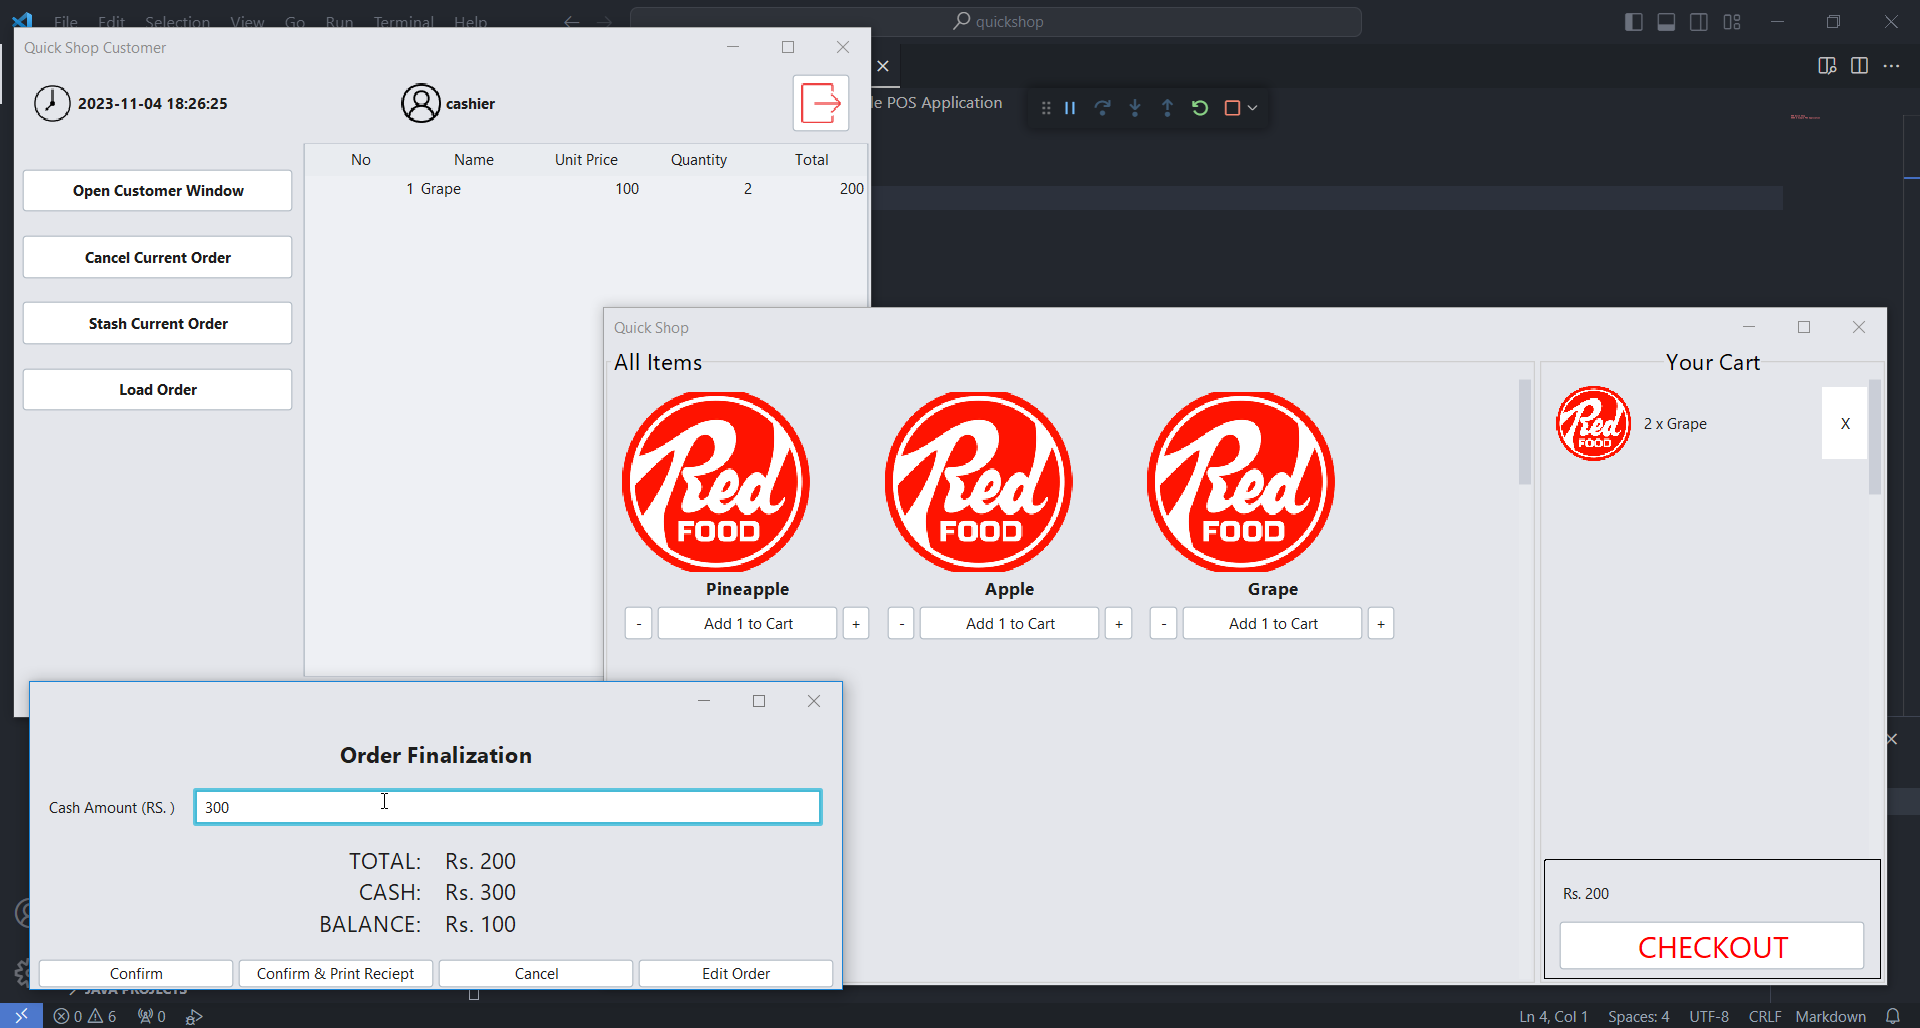 File Edit Selection View Go Run Terminal Help
quickshop
Quick Shop Customer
2023-11-04 18:26:25
cashier
le POS Application
No Name Unit Price Quantity Total
1 Grape 100 2 200
Open Customer Window
Cancel Current Order
Stash Current Order
Load Order
Quick Shop
All Items
Your Cart
Red FOOD
Red FOOD
Red FOOD
Red FOOD
2 x Grape
X
Pineapple
Apple
Grape
- Add 1 to Cart +
- Add 1 to Cart +
- Add 1 to Cart +
Rs. 200
CHECKOUT
Order Finalization
Cash Amount (RS. )
300
TOTAL: Rs. 200
CASH: Rs. 300
BALANCE: Rs. 100
Confirm
Confirm & Print Reciept
Cancel
Edit Order
JAVA PROJECTS
0 6 0
Ln 4, Col 1 Spaces: 4 UTF-8 CRLF Markdown